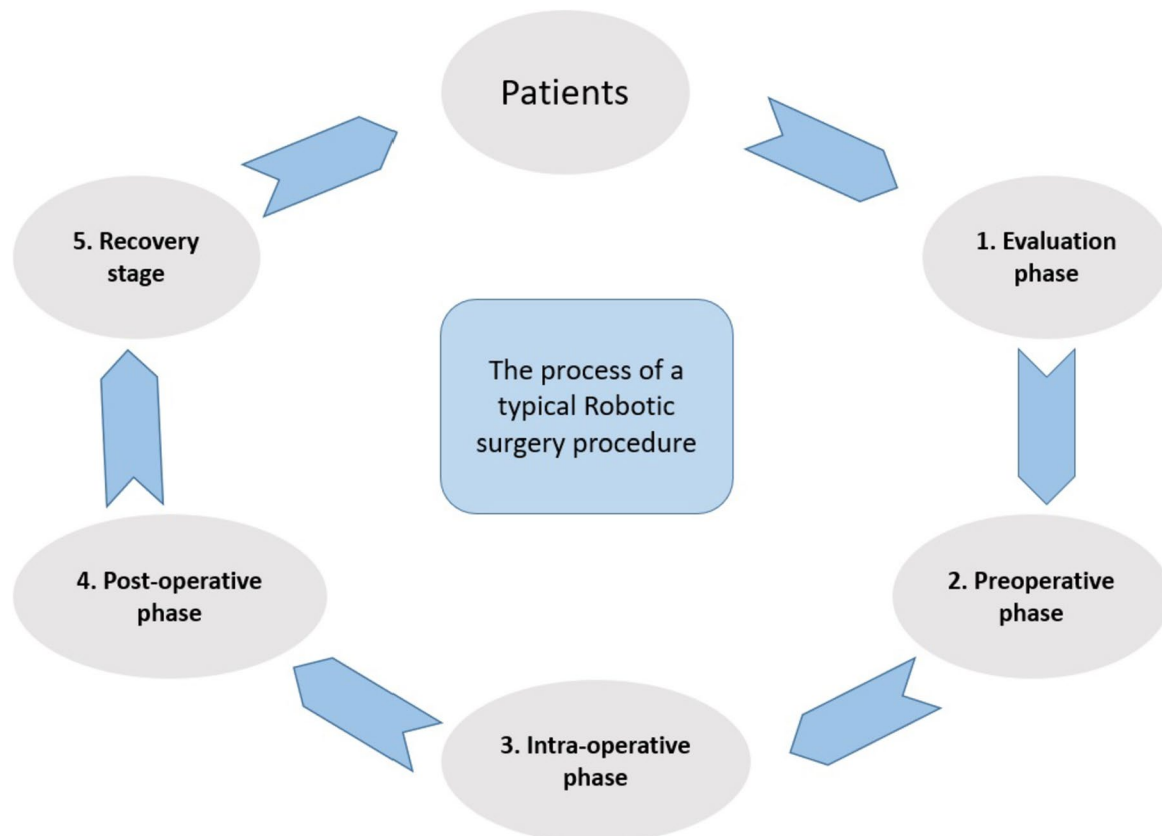 Patients
1. Evaluation
phase
2. Preoperative
phase
3. Intra-operative
phase
4. Post-operative
phase
5. Recovery
stage
The process of a
typical Robotic
surgery procedure